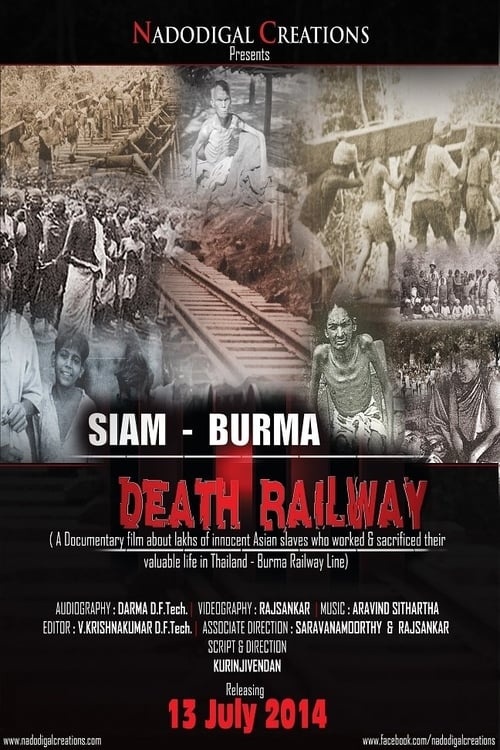 NADODIGAL CREATIONS
Presents
SIAM - BURMA
DEATH RAILWAY
( A Documentary film about lakhs of innocent Asian slaves who worked & sacrificed their
valuable life in Thailand - Burma Railway Line)
AUDIOGRAPHY : DARMA D.F.Tech. | VIDEOGRAPHY : RAJSANKAR | MUSIC : ARAVIND SITHARTHA
EDITOR : V.KRISHNAKUMAR D.F.Tech. | ASSOCIATE DIRECTION : SARAVANAMOORTHY & RAJSANKAR
SCRIPT & DIRECTION
KURINJIVENDAN
Releasing
13 July 2014
www.nadodigalcreations.com www.facebook.com/nadodigalcreations